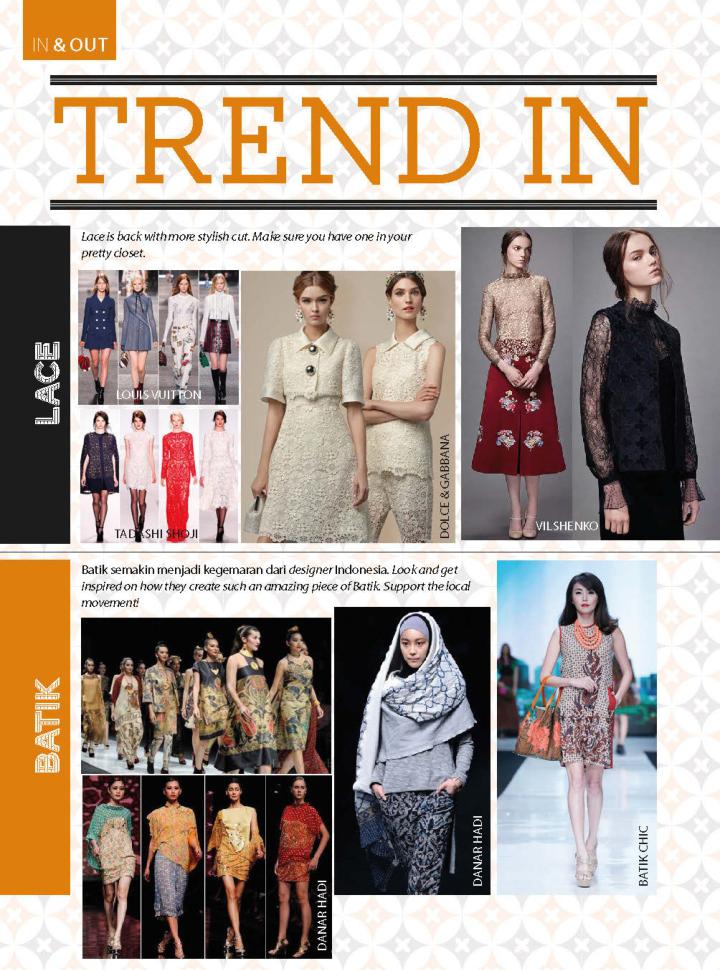 IN & OUT
TREND IN
LACE
Lace is back with more stylish cut. Make sure you have one in your
pretty closet.
LOUIS VUITTON
TADASHI SHOJI
DOLCE & GABBANA
VILSHENKO
BATIK
Batik semakin menjadi kegemaran dari designer Indonesia. Look and get
inspired on how they create such an amazing piece of Batik. Support the local
movement!
DANAR HADI
DANAR HADI
BATIK CHIC